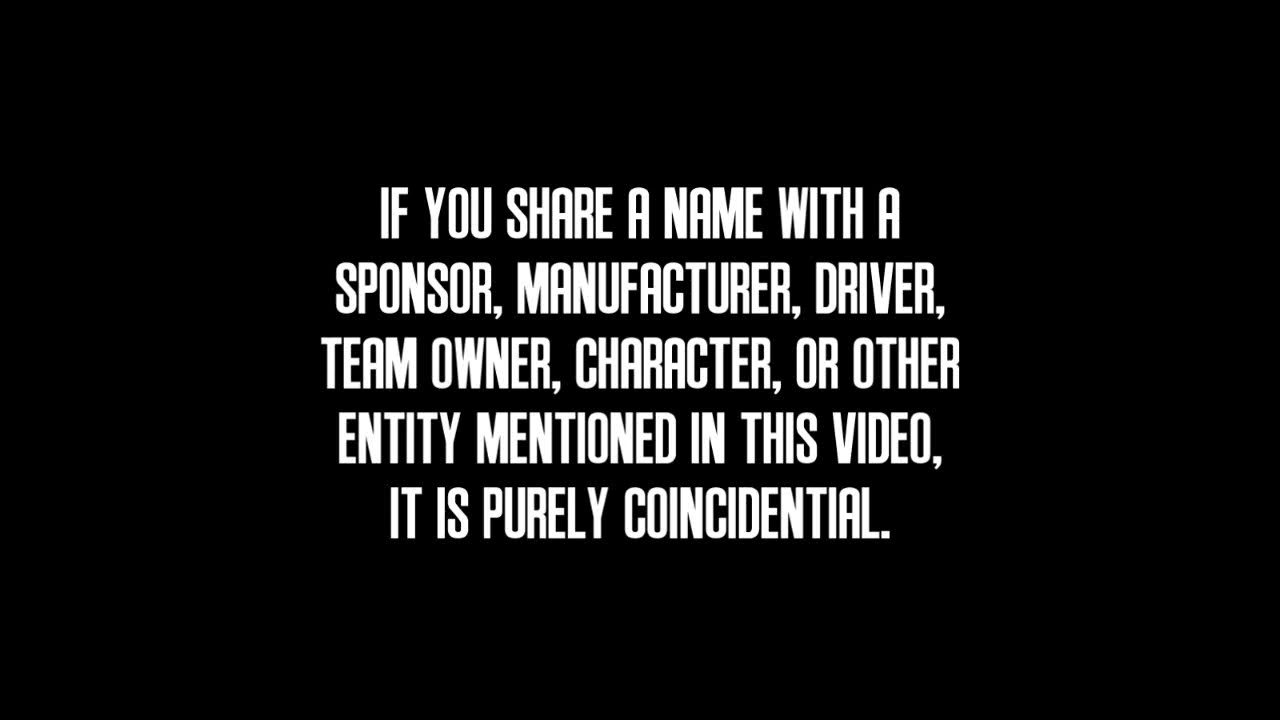 IF YOU SHARE A NAME WITH A
SPONSOR, MANUFACTURER, DRIVER,
TEAM OWNER, CHARACTER, OR OTHER
ENTITY MENTIONED IN THIS VIDEO,
IT IS PURELY COINCIDENTIAL.